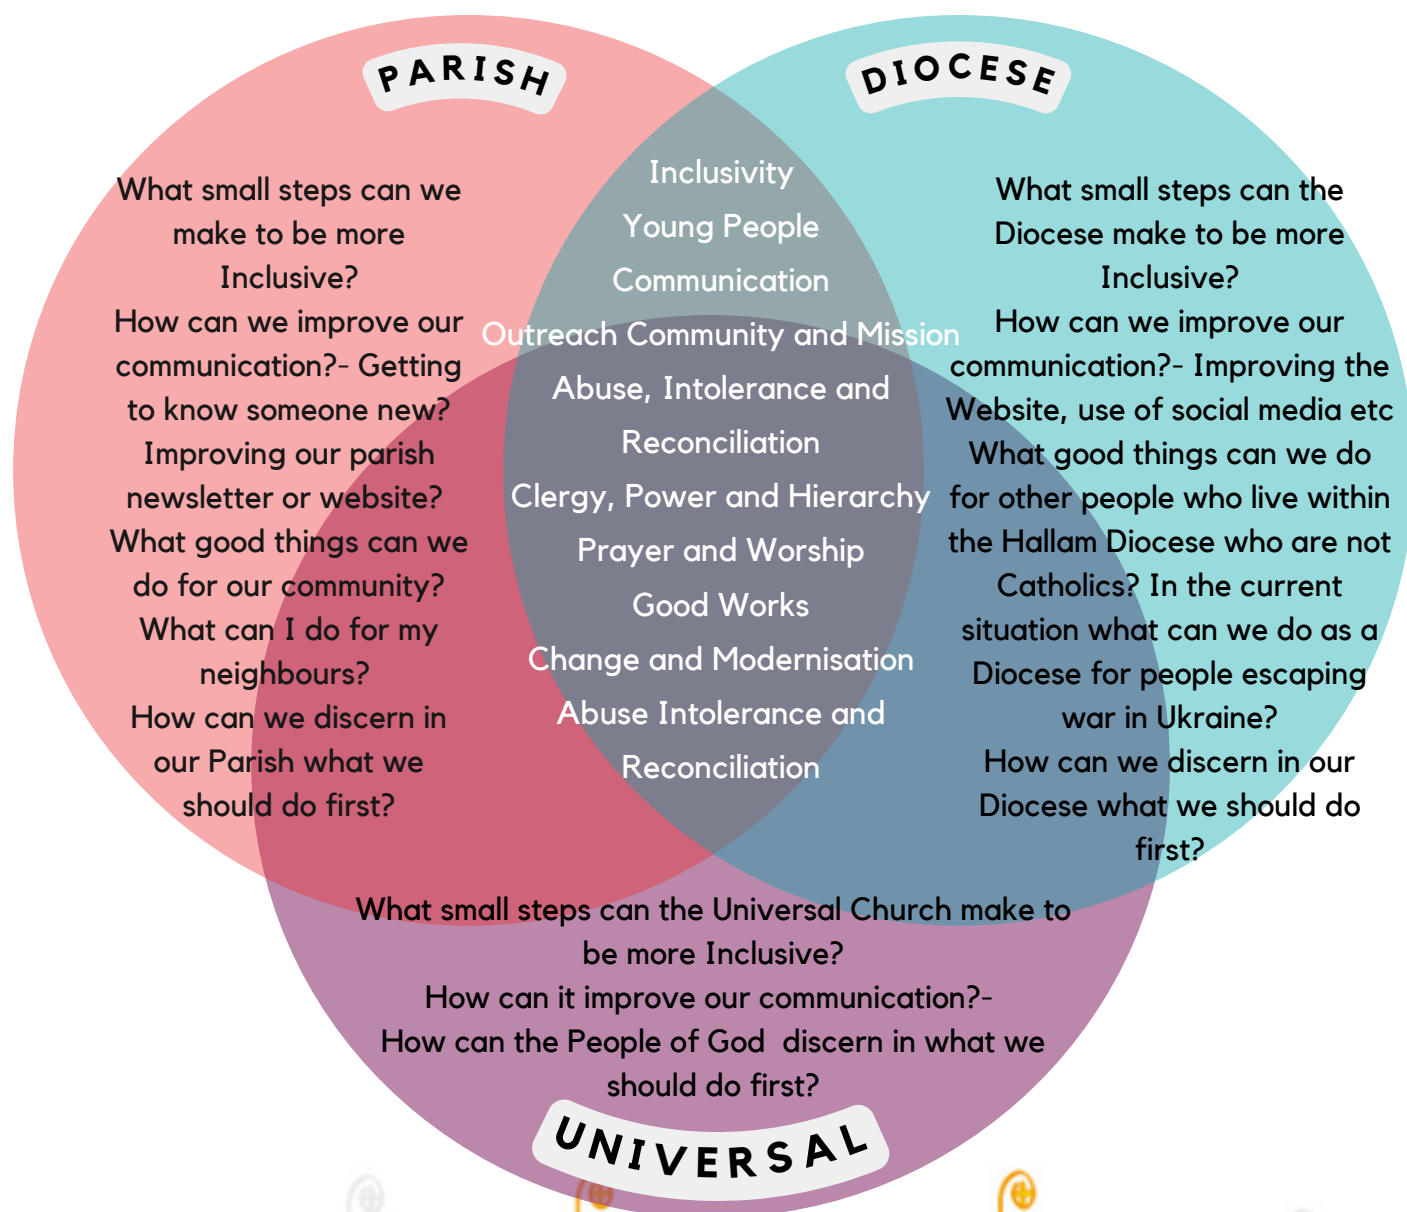 PARISH
What small steps can we
make to be more
Inclusive?
How can we improve our
communication?- Getting
to know someone new?
Improving our parish
newsletter or website?
What good things can we
do for our community?
What can I do for my
neighbours?
How can we discern in
our Parish what we
should do first?
Inclusivity
Young People
Communication
Outreach Community and Mission
Abuse, Intolerance and
Reconciliation
Clergy, Power and Hierarchy
Prayer and Worship
Good Works
Change and Modernisation
Abuse Intolerance and
Reconciliation
DIOCESE
What small steps can the
Diocese make to be more
Inclusive?
How can we improve our
communication?- Improving the
Website, use of social media etc
What good things can we do
for other people who live within
the Hallam Diocese who are not
Catholics? In the current
situation what can we do as a
Diocese for people escaping
war in Ukraine?
How can we discern in our
Diocese what we should do
first?
What small steps can the Universal Church make to
be more Inclusive?
How can it improve our communication?-
How can the People of God  discern in what we
should do first?
UNIVERSAL